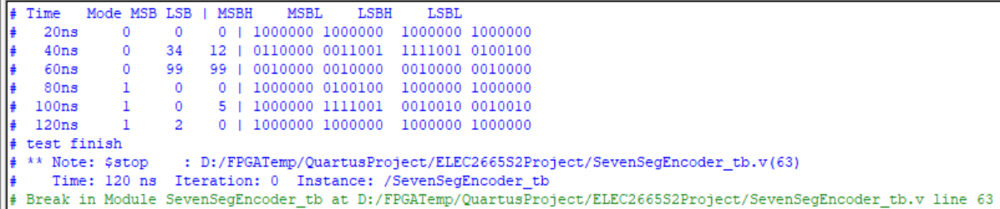 # Time   Mode MSB LSB | MSBH     MSBL     LSBH     LSBL
#   20ns     0     0     0 | 1000000 1000000  1000000 1000000
#   40ns     0    34    12 | 0110000 0011001  1111001 0100100
#   60ns     0    99    99 | 0010000 0010000  0010000 0010000
#   80ns     1     0     0 | 1000000 0100100  1000000 1000000
#  100ns     1     0     5 | 1000000 1111001  0010010 0010010
#  120ns     1     2     0 | 1000000 1000000  1000000 1000000
# test finish
# ** Note: $stop    : D:/FPGATemp/QuartusProject/ELEC2665S2Project/SevenSegEncoder_tb.v(63)
#    Time: 120 ns  Iteration: 0  Instance: /SevenSegEncoder_tb
# Break in Module SevenSegEncoder_tb at D:/FPGATemp/QuartusProject/ELEC2665S2Project/SevenSegEncoder_tb.v line 63